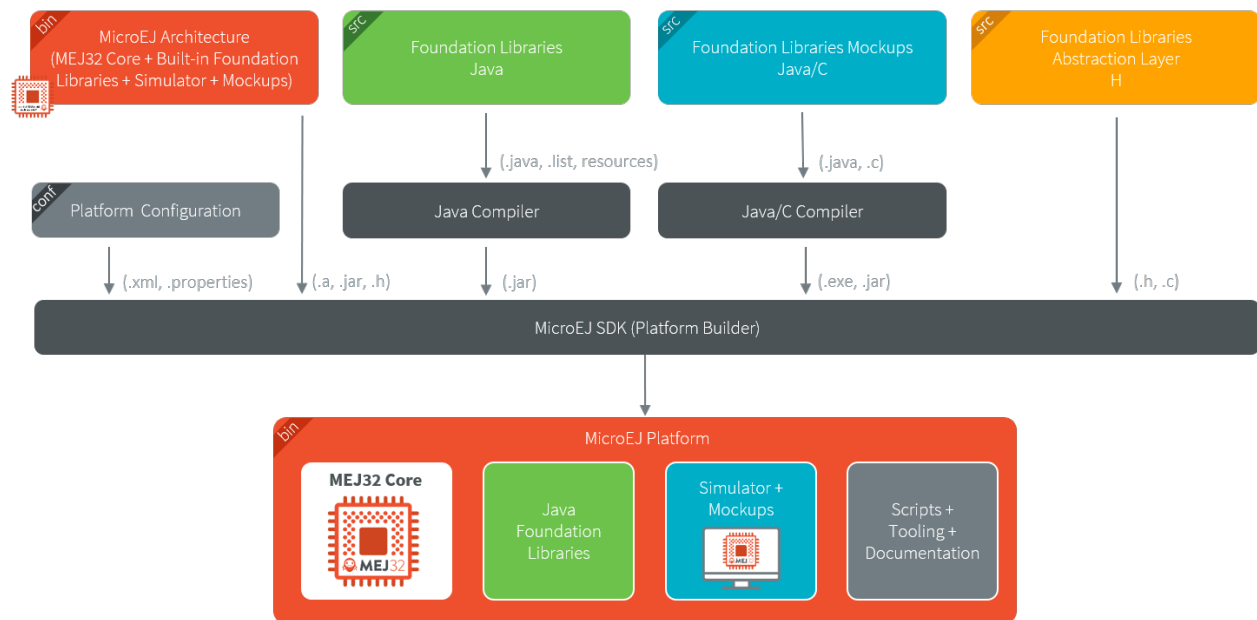 bin
MicroEJ Architecture
(MEJ32 Core + Built-in Foundation
Libraries + Simulator + Mockups)
src
Foundation Libraries
Java
src
Foundation Libraries Mockups
Java/C
src
Foundation Libraries
Abstraction Layer
H
(.java, .list, resources)
(.java, .c)
conf
Platform Configuration
Java Compiler
Java/C Compiler
(.xml, .properties)
(.a, .jar, .h)
(.jar)
(.exe, .jar)
(.h, .c)
MicroEJ SDK (Platform Builder)
bin
MicroEJ Platform
MEJ32 Core
MEJ32
Java
Foundation
Libraries
Simulator +
Mockups
MEJ
Scripts +
Tooling +
Documentation